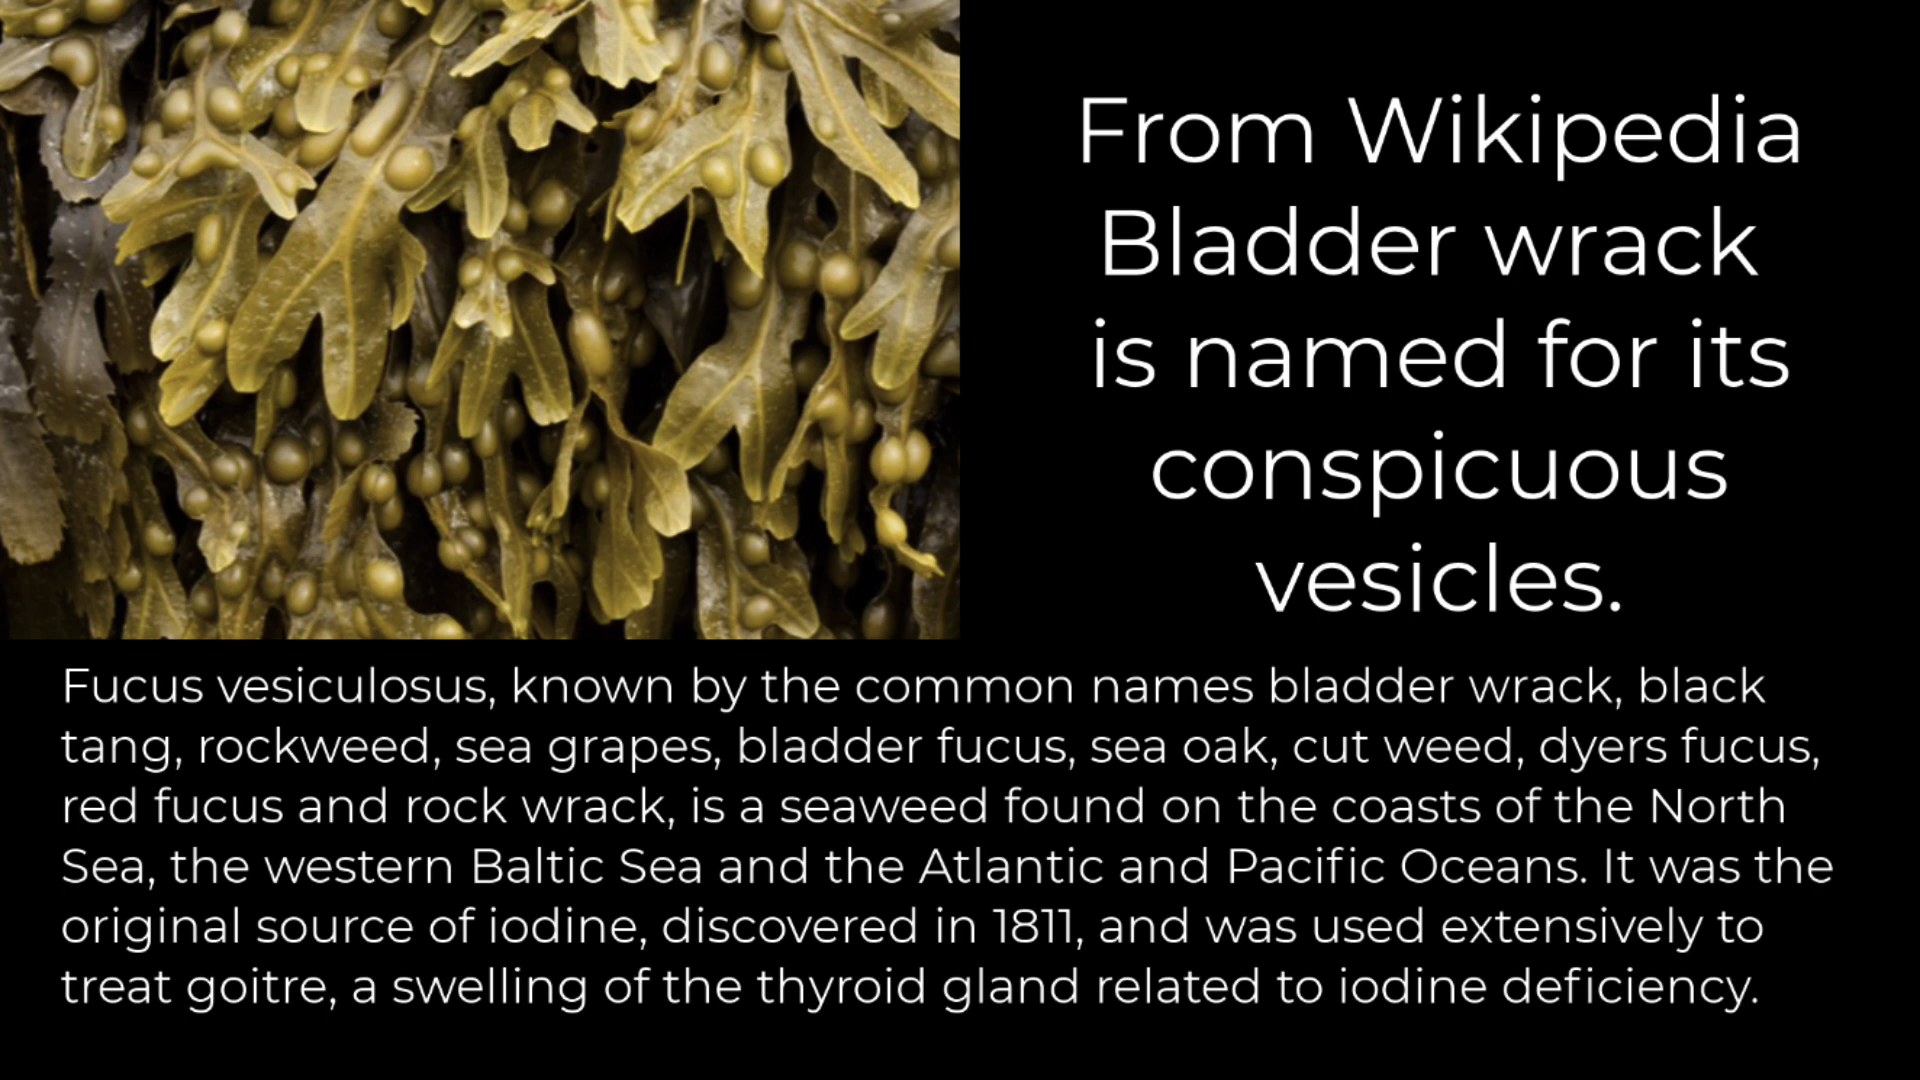 From Wikipedia
Bladder wrack
is named for its
conspicuous
vesicles.
Fucus vesiculosus, known by the common names bladder wrack, black
tang, rockweed, sea grapes, bladder fucus, sea oak, cut weed, dyers fucus,
red fucus and rock wrack, is a seaweed found on the coasts of the North
Sea, the western Baltic Sea and the Atlantic and Pacific Oceans. It was the
original source of iodine, discovered in 1811, and was used extensively to
treat goitre, a swelling of the thyroid gland related to iodine deficiency.